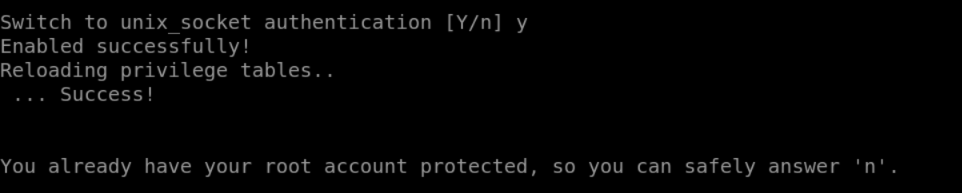 Switch to unix_socket authentication [Y/n] y
Enabled successfully!
Reloading privilege tables..
 ... Success!
You already have your root account protected, so you can safely answer 'n'.